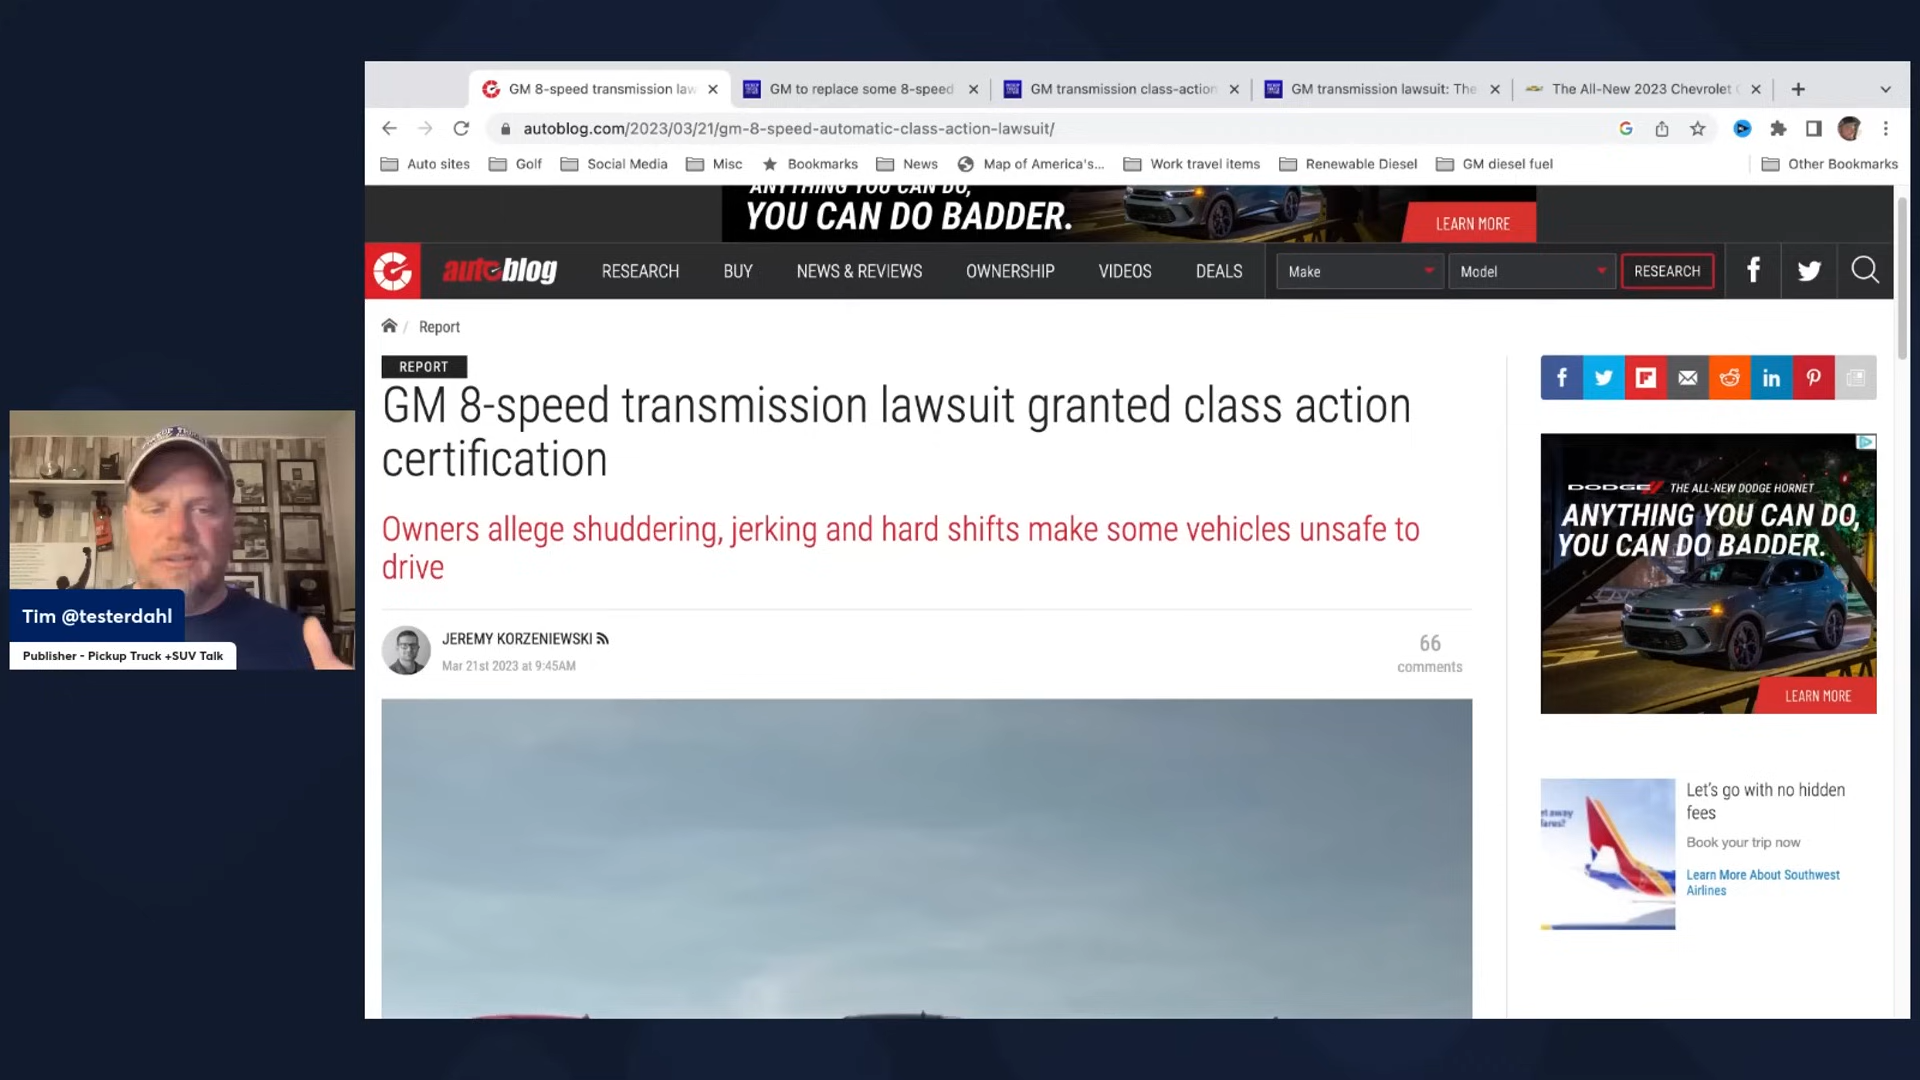 GM 8-speed transmission law
GM to replace some 8-speed
GM transmission class-action
GM transmission lawsuit: The
The All-New 2023 Chevrolet C
autoblog.com/2023/03/21/gm-8-speed-automatic-class-action-lawsuit/
Auto sites
Golf
Social Media
Misc
Bookmarks
News
Map of America's...
Work travel items
Renewable Diesel
GM diesel fuel
Other Bookmarks
ANYTHING YOU CAN DO,
YOU CAN DO BADDER.
LEARN MORE
autoblog
RESEARCH
BUY
NEWS & REVIEWS
OWNERSHIP
VIDEOS
DEALS
Make
Model
RESEARCH
/ Report
REPORT
GM 8-speed transmission lawsuit granted class action
certification
Owners allege shuddering, jerking and hard shifts make some vehicles unsafe to
drive
JEREMY KORZENIEWSKI
Mar 21st 2023 at 9:45AM
66
comments
DODGE THE ALL-NEW DODGE HORNET
ANYTHING YOU CAN DO,
YOU CAN DO BADDER.
LEARN MORE
Let's go with no hidden
fees
Book your trip now
Learn More About Southwest
Airlines
Tim @testerdahl
Publisher - Pickup Truck +SUV Talk